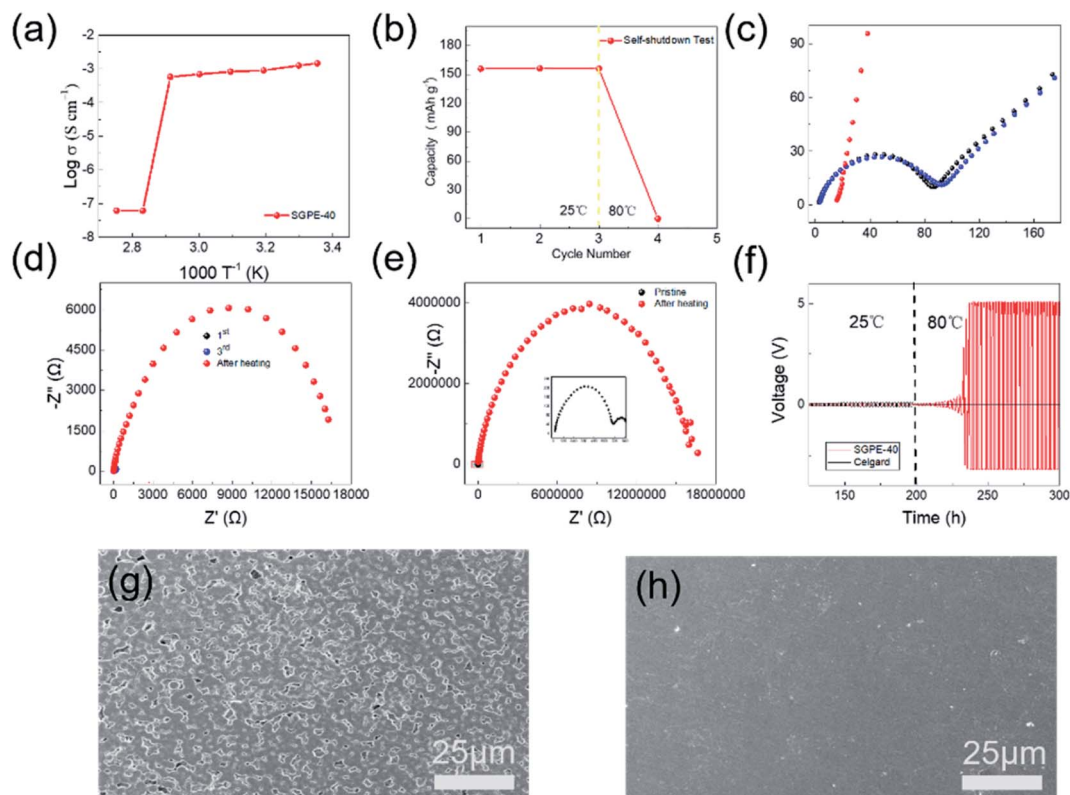 (a)
-2
-3
-4
-5
-6
-7
Log σ (S cm⁻¹)
SGPE-40
2.8
3.0
3.2
3.4
1000 T⁻¹ (K)
(b)
180
150
120
90
60
30
0
Capacity (mAh g⁻¹)
Self-shutdown Test
25℃
80℃
1
2
3
4
5
Cycle Number
(c)
90
60
30
0
0
40
80
120
160
(d)
6000
4500
3000
1500
0
-Z'' (Ω)
1st
3rd
After heating
0
3000
6000
9000
12000
15000
18000
Z' (Ω)
(e)
4000000
2000000
0
-Z'' (Ω)
Pristine
After heating
0
6000000
12000000
18000000
Z' (Ω)
(f)
5
0
Voltage (V)
25℃
80℃
SGPE-40
Celgard
150
200
250
300
Time (h)
(g)
25μm
(h)
25μm